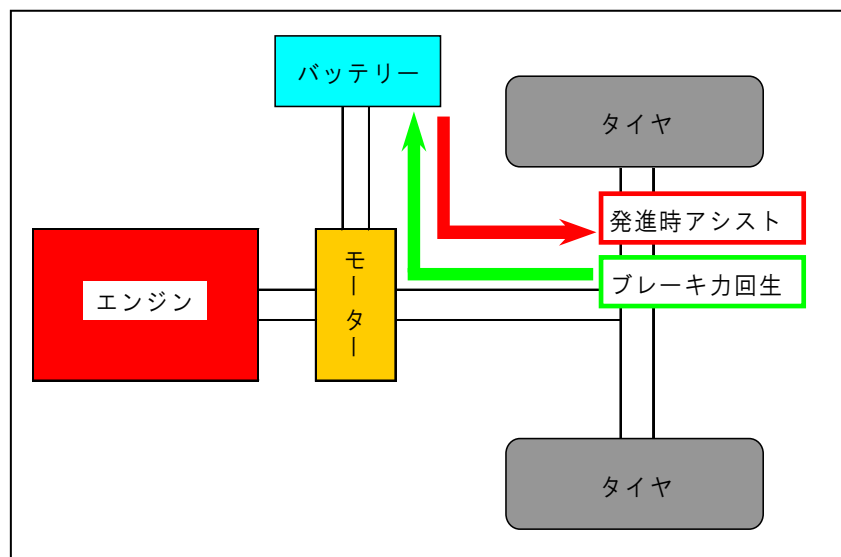 バッテリー
タイヤ
発進時アシスト
ブレーキ力回生
エンジン
モーター
タイヤ